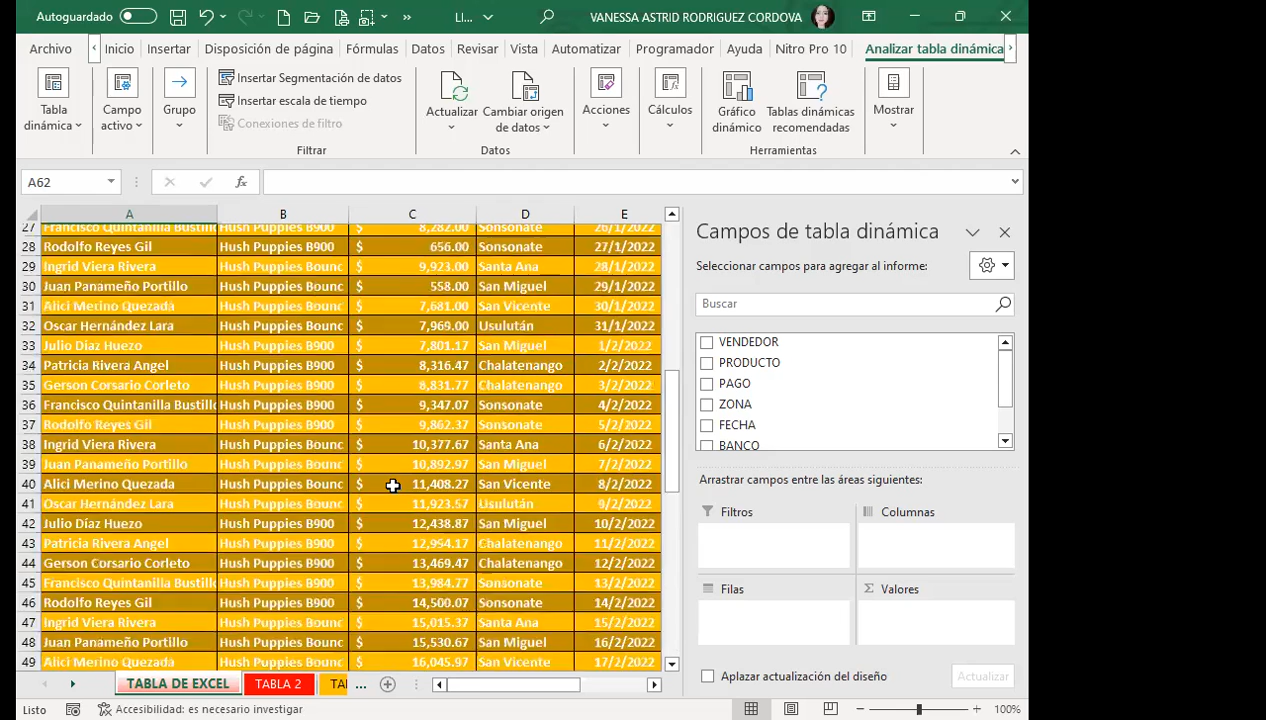 Autoguardado LI... VANESSA ASTRID RODRIGUEZ CORDOVA
Archivo Inicio Insertar Disposición de página Fórmulas Datos Revisar Vista Automatizar Programador Ayuda Nitro Pro 10 Analizar tabla dinámica
Tabla dinámica
Campo activo
Grupo
Insertar Segmentación de datos
Insertar escala de tiempo
Conexiones de filtro
Filtrar
Actualizar
Cambiar origen de datos
Datos
Acciones
Cálculos
Gráfico dinámico
Tablas dinámicas recomendadas
Herramientas
Mostrar
A62 fx
A B C D E
27 Francisco Quintanilla Bustillo 8,282.00 Sonsonate 26/1/2022
28 Rodolfo Reyes Gil Hush Puppies B900 $ 656.00 Sonsonate 27/1/2022
29 Ingrid Viera Rivera Hush Puppies Bounc $ 9,923.00 Santa Ana 28/1/2022
30 Juan Panameño Portillo Hush Puppies Bounc $ 558.00 San Miguel 29/1/2022
31 Alici Merino Quezada Hush Puppies Bounc $ 7,681.00 San Vicente 30/1/2022
32 Oscar Hernández Lara Hush Puppies Bounc $ 7,969.00 Usulután 31/1/2022
33 Julio Díaz Huezo Hush Puppies B900 $ 7,801.17 San Miguel 1/2/2022
34 Patricia Rivera Angel Hush Puppies B900 $ 8,316.47 Chalatenango 2/2/2022
35 Gerson Corsario Corleto Hush Puppies B900 $ 8,831.77 Chalatenango 3/2/2022
36 Francisco Quintanilla Bustillo Hush Puppies B900 $ 9,347.07 Sonsonate 4/2/2022
37 Rodolfo Reyes Gil Hush Puppies B900 $ 9,862.37 Sonsonate 5/2/2022
38 Ingrid Viera Rivera Hush Puppies Bounc $ 10,377.67 Santa Ana 6/2/2022
39 Juan Panameño Portillo Hush Puppies Bounc $ 10,892.97 San Miguel 7/2/2022
40 Alici Merino Quezada Hush Puppies Bounc $ 11,408.27 San Vicente 8/2/2022
41 Oscar Hernández Lara Hush Puppies Bounc $ 11,923.57 Usulután 9/2/2022
42 Julio Díaz Huezo Hush Puppies B900 $ 12,438.87 San Miguel 10/2/2022
43 Patricia Rivera Angel Hush Puppies B900 $ 12,954.17 Chalatenango 11/2/2022
44 Gerson Corsario Corleto Hush Puppies B900 $ 13,469.47 Chalatenango 12/2/2022
45 Francisco Quintanilla Bustillo Hush Puppies B900 $ 13,984.77 Sonsonate 13/2/2022
46 Rodolfo Reyes Gil Hush Puppies B900 $ 14,500.07 Sonsonate 14/2/2022
47 Ingrid Viera Rivera Hush Puppies Bounc $ 15,015.37 Santa Ana 15/2/2022
48 Juan Panameño Portillo Hush Puppies Bounc $ 15,530.67 San Miguel 16/2/2022
49 Alici Merino Quezada Hush Puppies Bounc $ 16,045.97 San Vicente 17/2/2022
Campos de tabla dinámica
Seleccionar campos para agregar al informe:
Buscar
VENDEDOR
PRODUCTO
PAGO
ZONA
FECHA
BANCO
Arrastrar campos entre las áreas siguientes:
Filtros Columnas
Filas Σ Valores
Aplazar actualización del diseño Actualizar
TABLA DE EXCEL TABLA 2 TAI ...
Listo Accesibilidad: es necesario investigar 100%